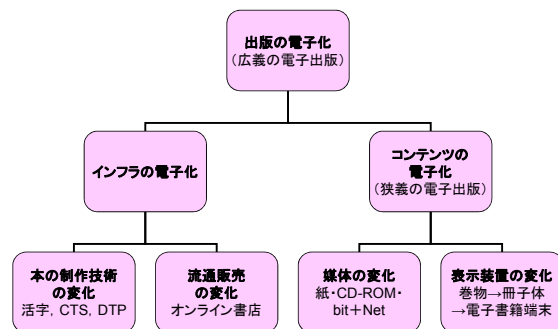 出版の電子化
（広義の電子出版）
インフラの電子化
コンテンツの
電子化
（狭義の電子出版）
本の制作技術
の変化
活字，CTS，DTP
流通販売
の変化
オンライン書店
媒体の変化
紙・CD-ROM・
bit＋Net
表示装置の変化
巻物→冊子体
→電子書籍端末